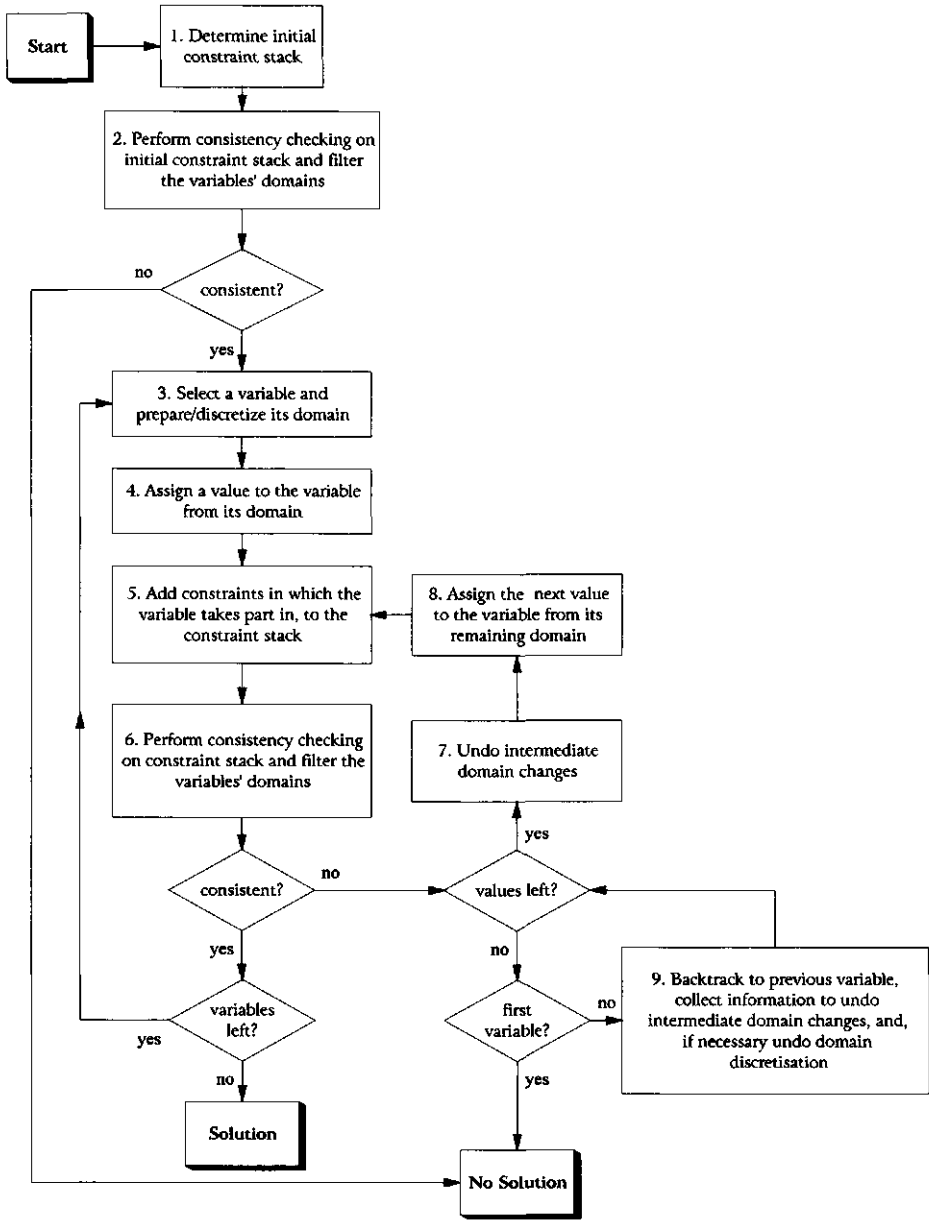 Start
1. Determine initial
constraint stack
2. Perform consistency checking on
initial constraint stack and filter
the variables' domains
no
consistent?
yes
3. Select a variable and
prepare/discretize its domain
4. Assign a value to the variable
from its domain
5. Add constraints in which the
variable takes part in, to the
constraint stack
8. Assign the next value
to the variable from its
remaining domain
6. Perform consistency checking
on constraint stack and filter the
variables' domains
7. Undo intermediate
domain changes
yes
consistent?
no
values left?
yes
no
variables
left?
yes
no
first
variable?
no
yes
9. Backtrack to previous variable,
collect information to undo
intermediate domain changes, and,
if necessary undo domain
discretisation
Solution
No Solution